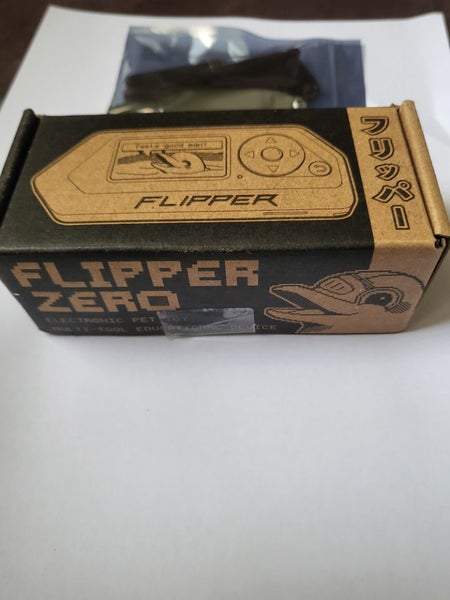 Feels good man!
FLIPPER
フリッパー
FLIPPER
ZERO
ELECTRONIC PET
MULTI-TOOL EDUCATIONAL DEVICE